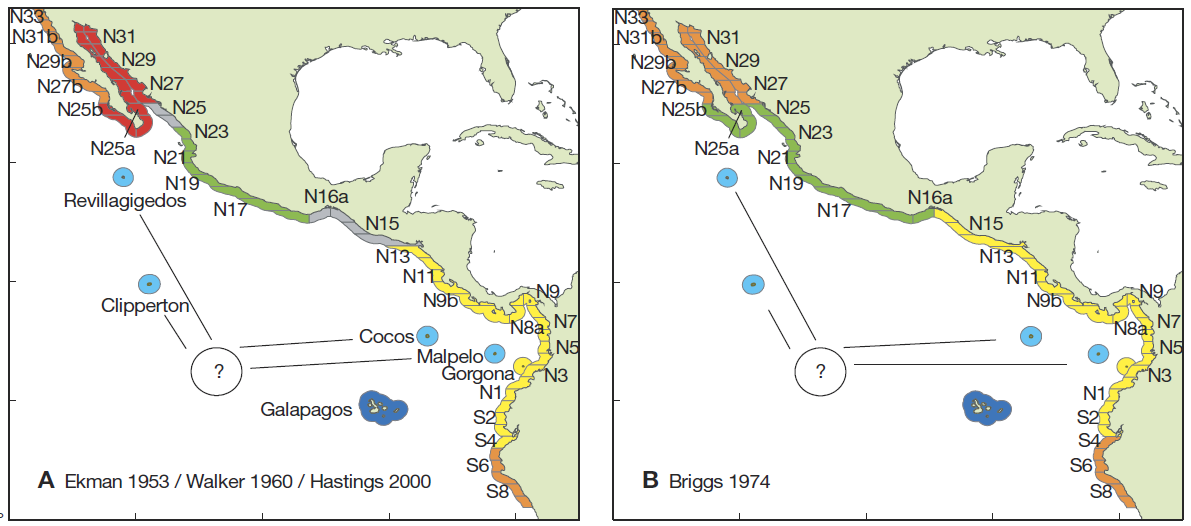 N33
N31b
N31
N29b
N29
N27b
N27
N25b
N25
N23
N25a
N21
N19
Revillagigedos
N17
N16a
N15
N13
N11
Clipperton
N9b
N9
N8a
N7
Cocos
N5
Malpelo
Gorgona
N3
?
N1
Galapagos
S2
S4
S6
S8
A Ekman 1953 / Walker 1960 / Hastings 2000
N33
N31b
N31
N29b
N29
N27b
N27
N25b
N25
N23
N25a
N21
N19
N17
N16a
N15
N13
N11
N9b
N9
N8a
N7
N5
N3
?
N1
S2
S4
S6
S8
B Briggs 1974